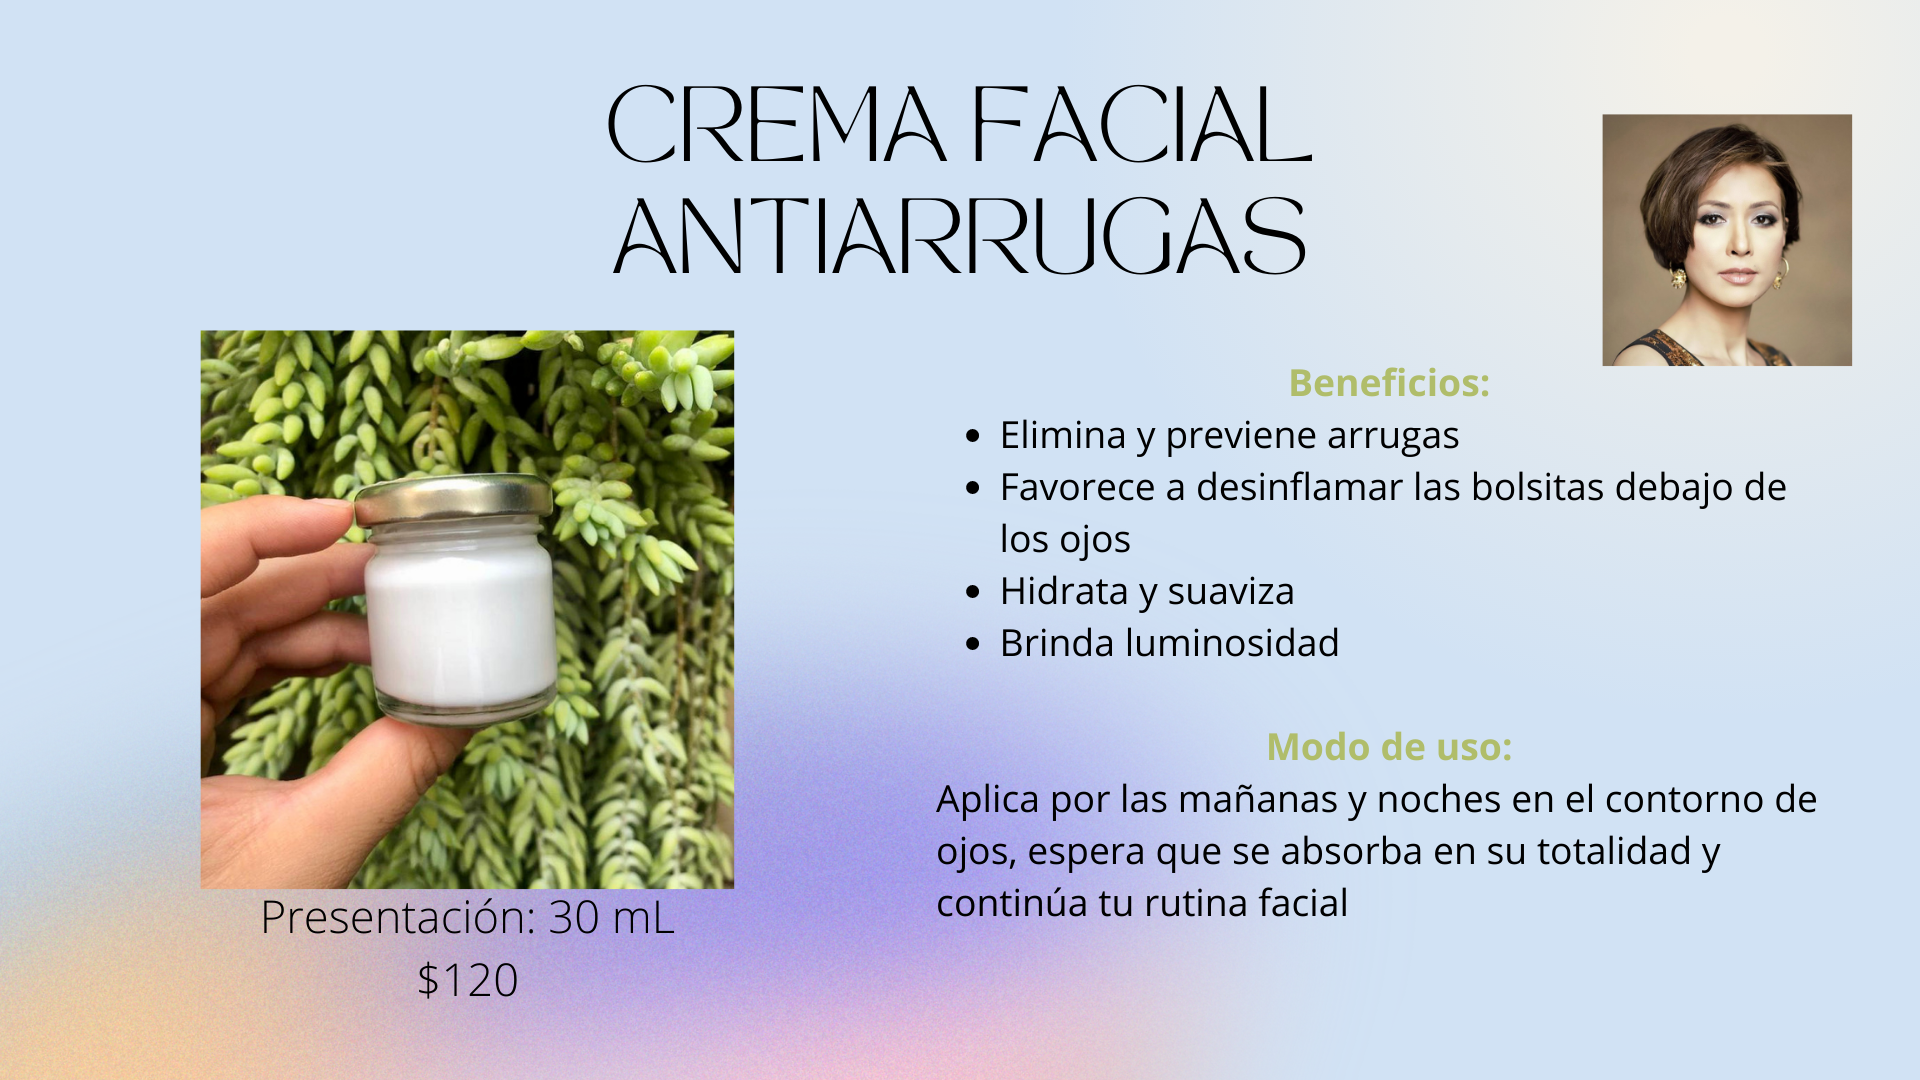 CREMA FACIAL
ANTIARRUGAS
Beneficios:
• Elimina y previene arrugas
• Favorece a desinflamar las bolsitas debajo de
los ojos
• Hidrata y suaviza
• Brinda luminosidad
Modo de uso:
Aplica por las mañanas y noches en el contorno de
ojos, espera que se absorba en su totalidad y
continúa tu rutina facial
Presentación: 30 mL
$120